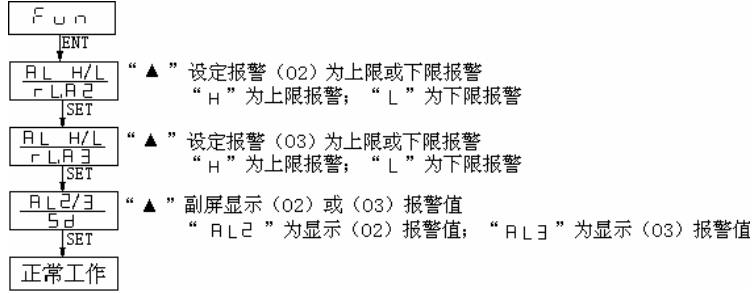 Fun
ENT
AL H/L
“ ▲ ” 设定报警（02）为上限或下限报警
rLA2
“ H ”为上限报警；“ L ”为下限报警
SET
AL H/L
“ ▲ ” 设定报警（03）为上限或下限报警
rLA3
“ H ”为上限报警；“ L ”为下限报警
SET
AL2/3
“ ▲ ” 副屏显示（02）或（03）报警值
Sd
“ AL2 ”为显示（02）报警值；“ AL3 ”为显示（03）报警值
SET
正常工作